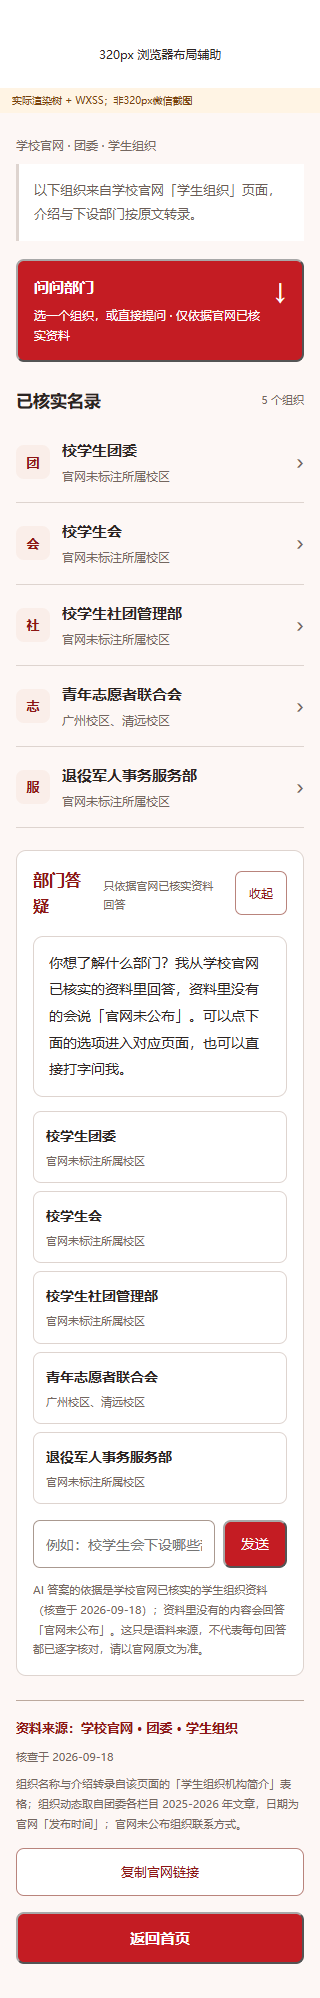 320px 浏览器布局辅助
实际渲染树 + WXSS；非320px微信截图
学校官网 · 团委 · 学生组织
以下组织来自学校官网「学生组织」页面，
介绍与下设部门按原文转录。
问问部门
选一个组织，或直接提问 · 仅依据官网已核
实资料
↓
已核实名录
5 个组织
团
校学生团委
官网未标注所属校区
›
会
校学生会
官网未标注所属校区
›
社
校学生社团管理部
官网未标注所属校区
›
志
青年志愿者联合会
广州校区、清远校区
›
服
退役军人事务服务部
官网未标注所属校区
›
部门答
疑
只依据官网已核实资料
回答
收起
你想了解什么部门？我从学校官网
已核实的资料里回答，资料里没有
的会说「官网未公布」。可以点下
面的选项进入对应页面，也可以直
接打字问我。
校学生团委
官网未标注所属校区
校学生会
官网未标注所属校区
校学生社团管理部
官网未标注所属校区
青年志愿者联合会
广州校区、清远校区
退役军人事务服务部
官网未标注所属校区
例如：校学生会下设哪些
发送
AI 答案的依据是学校官网已核实的学生组织资料
（核查于 2026-09-18）；资料里没有的内容会回答
「官网未公布」。这只是语料来源，不代表每句回答
都已逐字核对，请以官网原文为准。
资料来源：学校官网 • 团委 • 学生组织
核查于 2026-09-18
组织名称与介绍转录自该页面的「学生组织机构简介」表
格；组织动态取自团委各栏目 2025-2026 年文章，日期为
官网「发布时间」；官网未公布组织联系方式。
复制官网链接
返回首页